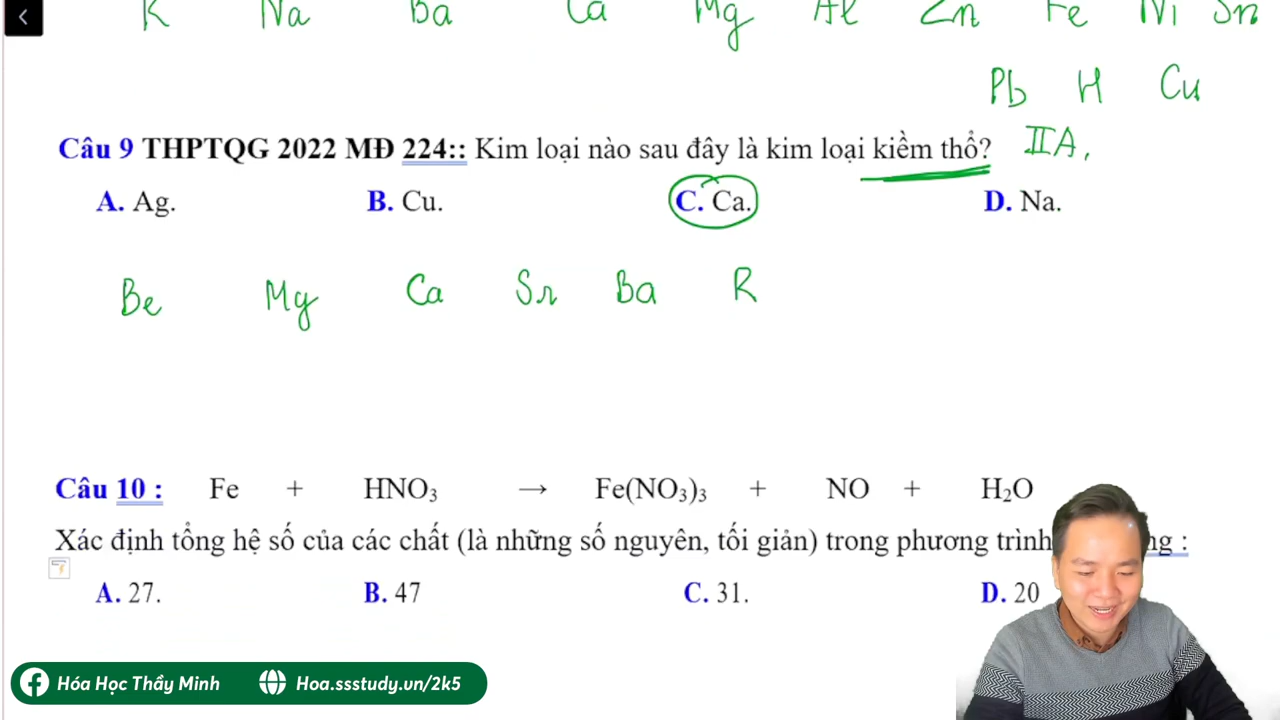 K Na Ba Ca Mg Al Zn Fe Ni Sn
Pb H Cu
Câu 9 THPTQG 2022 MĐ 224:: Kim loại nào sau đây là kim loại kiềm thổ? IIA,
A. Ag. B. Cu. C. Ca. D. Na.
Be Mg Ca Sr Ba R
Câu 10 : Fe + HNO₃ → Fe(NO₃)₃ + NO + H₂O
Xác định tổng hệ số của các chất (là những số nguyên, tối giản) trong phương trình :
A. 27. B. 47 C. 31. D. 20
Hóa Học Thầy Minh Hoa.ssstudy.vn/2k5